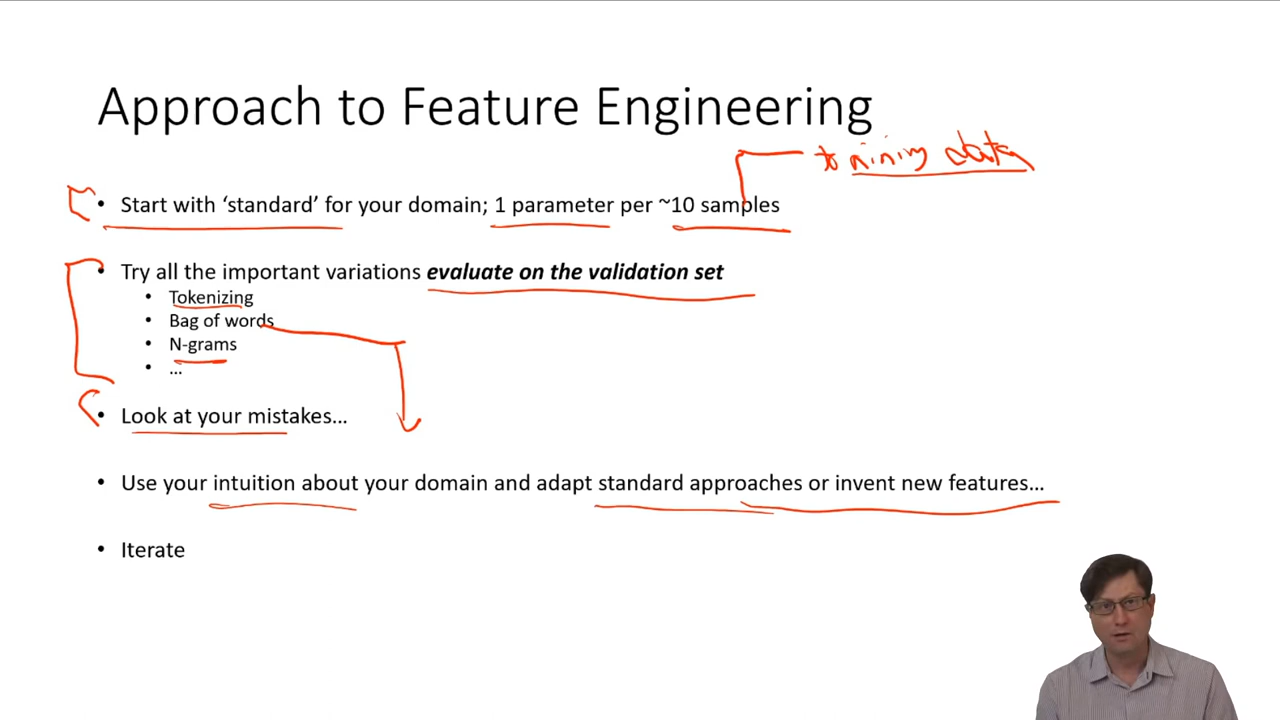 Approach to Feature Engineering
training data
• Start with ‘standard’ for your domain; 1 parameter per ~10 samples
• Try all the important variations evaluate on the validation set
• Tokenizing
• Bag of words
• N-grams
• ...
• Look at your mistakes...
• Use your intuition about your domain and adapt standard approaches or invent new features...
• Iterate